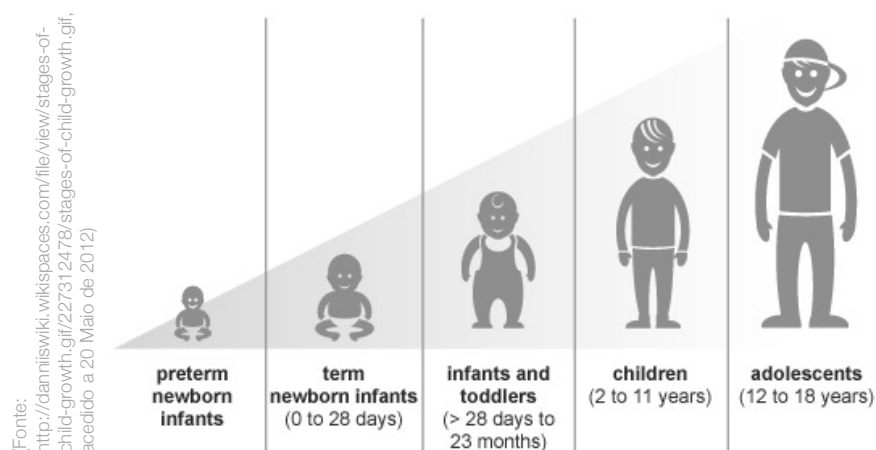 (Fonte:
http://danniiswiki.wikispaces.com/file/view/stages-of-
child-growth.gif/227312478/stages-of-child-growth.gif,
acedido a 20 Maio de 2012)
preterm
newborn
infants
term
newborn infants
(0 to 28 days)
infants and
toddlers
(> 28 days to
23 months)
children
(2 to 11 years)
adolescents
(12 to 18 years)